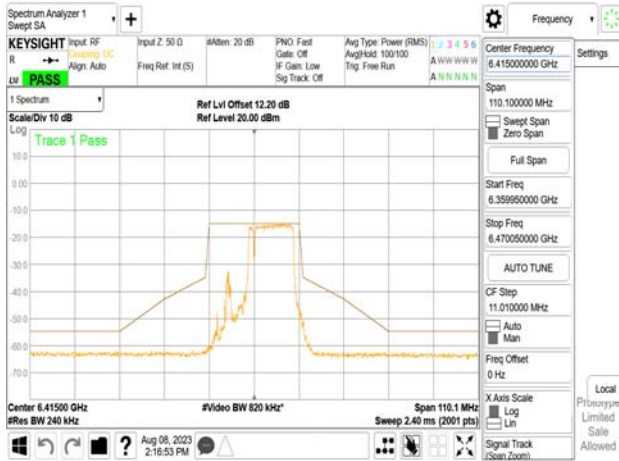 Spectrum Analyzer 1
Swept SA
+
Frequency
KEYSIGHT
Input: RF
Coupling: DC
Align: Auto
Input Z: 50 Ω
Freq Ref: Int (S)
#Atten: 20 dB
PNO: Fast
Gate: Off
IF Gain: Low
Sig Track: Off
Avg Type: Power (RMS)
Avg|Hold: 100/100
Trig: Free Run
1 2 3 4 5 6
A W W W W W
A N N N N N
R
LXI
PASS
1 Spectrum
Scale/Div 10 dB
Ref Lvl Offset 12.20 dB
Ref Level 20.00 dBm
Log
Trace 1 Pass
10.0
0.00
-10.0
-20.0
-30.0
-40.0
-50.0
-60.0
-70.0
Center 6.41500 GHz
#Res BW 240 kHz
#Video BW 820 kHz*
Span 110.1 MHz
Sweep 2.40 ms (2001 pts)
Aug 08, 2023
2:16:53 PM
?
Center Frequency
6.415000000 GHz
Settings
Span
110.100000 MHz
Swept Span
Zero Span
Full Span
Start Freq
6.359950000 GHz
Stop Freq
6.470050000 GHz
AUTO TUNE
CF Step
11.010000 MHz
Auto
Man
Freq Offset
0 Hz
X Axis Scale
Log
Lin
Signal Track
(Span Zoom)
Local
Prototype
Limited
Sale
Allowed